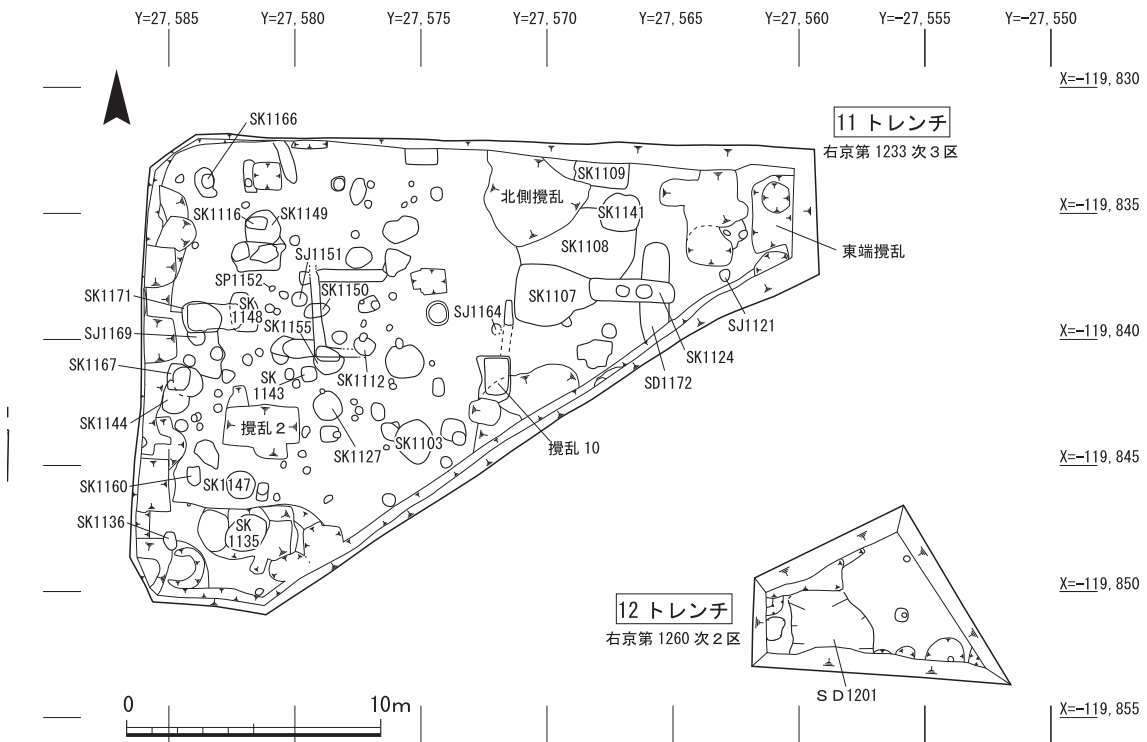 Y=27,585
Y=-27,580
Y=-27,575
Y=-27,570
Y=-27,565
Y=-27,560
Y=-27,555
Y=-27,550
X=-119,830
11 トレンチ
右京第 1233 次 3 区
SK1166
SK1109
北側攪乱
SK1116
SK1149
SK1141
X=-119,835
SK1108
SJ1151
東端攪乱
SP1152
SK1150
SK1171
SK
1148
SK1107
SJ1164
SJ1121
SJ1169
SK1155
X=-119,840
SK1124
SK1167
SK1112
SD1172
SK
1143
SK1144
攪乱 2
SK1103
SK1127
攪乱 10
X=-119,845
SK1160
SK1147
SK1136
SK
1135
X=-119,850
12 トレンチ
右京第 1260 次 2 区
SD1201
0
10m
X=-119,855